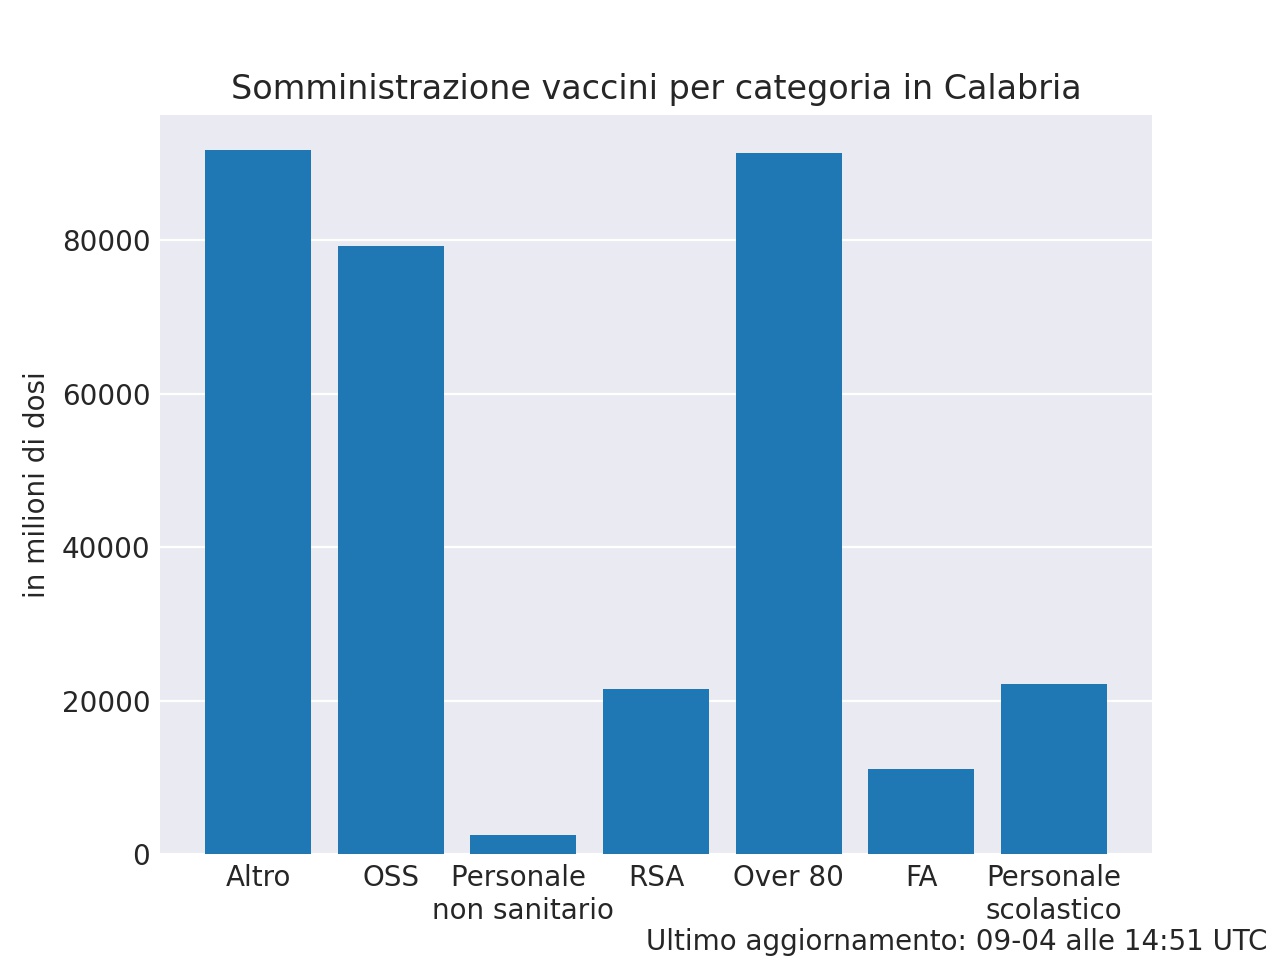 Somministrazione vaccini per categoria in Calabria
in milioni di dosi
80000
60000
40000
20000
0
Altro OSS Personale RSA Over 80 FA Personale
non sanitario scolastico
Ultimo aggiornamento: 09-04 alle 14:51 UTC